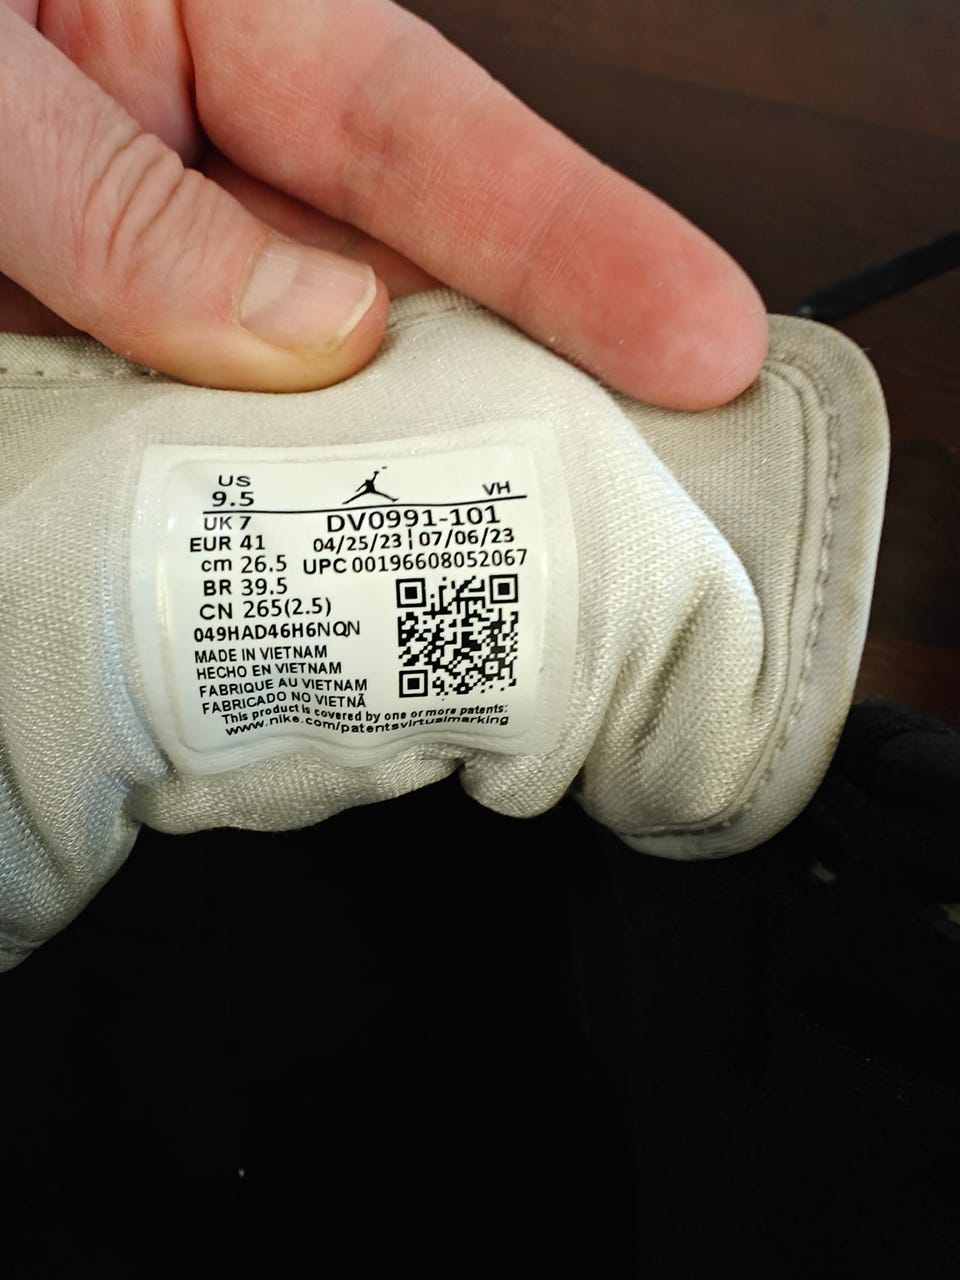 US
9.5
VH
UK 7
DV0991-101
EUR 41
04/25/23 | 07/06/23
cm 26.5
UPC 00196608052067
BR 39.5
CN 265(2.5)
049HAD46H6NQN
MADE IN VIETNAM
HECHO EN VIETNAM
FABRIQUE AU VIETNAM
FABRICADO NO VIETNÃ
This product is covered by one or more patents:
www.nike.com/patentsvirtualmarking